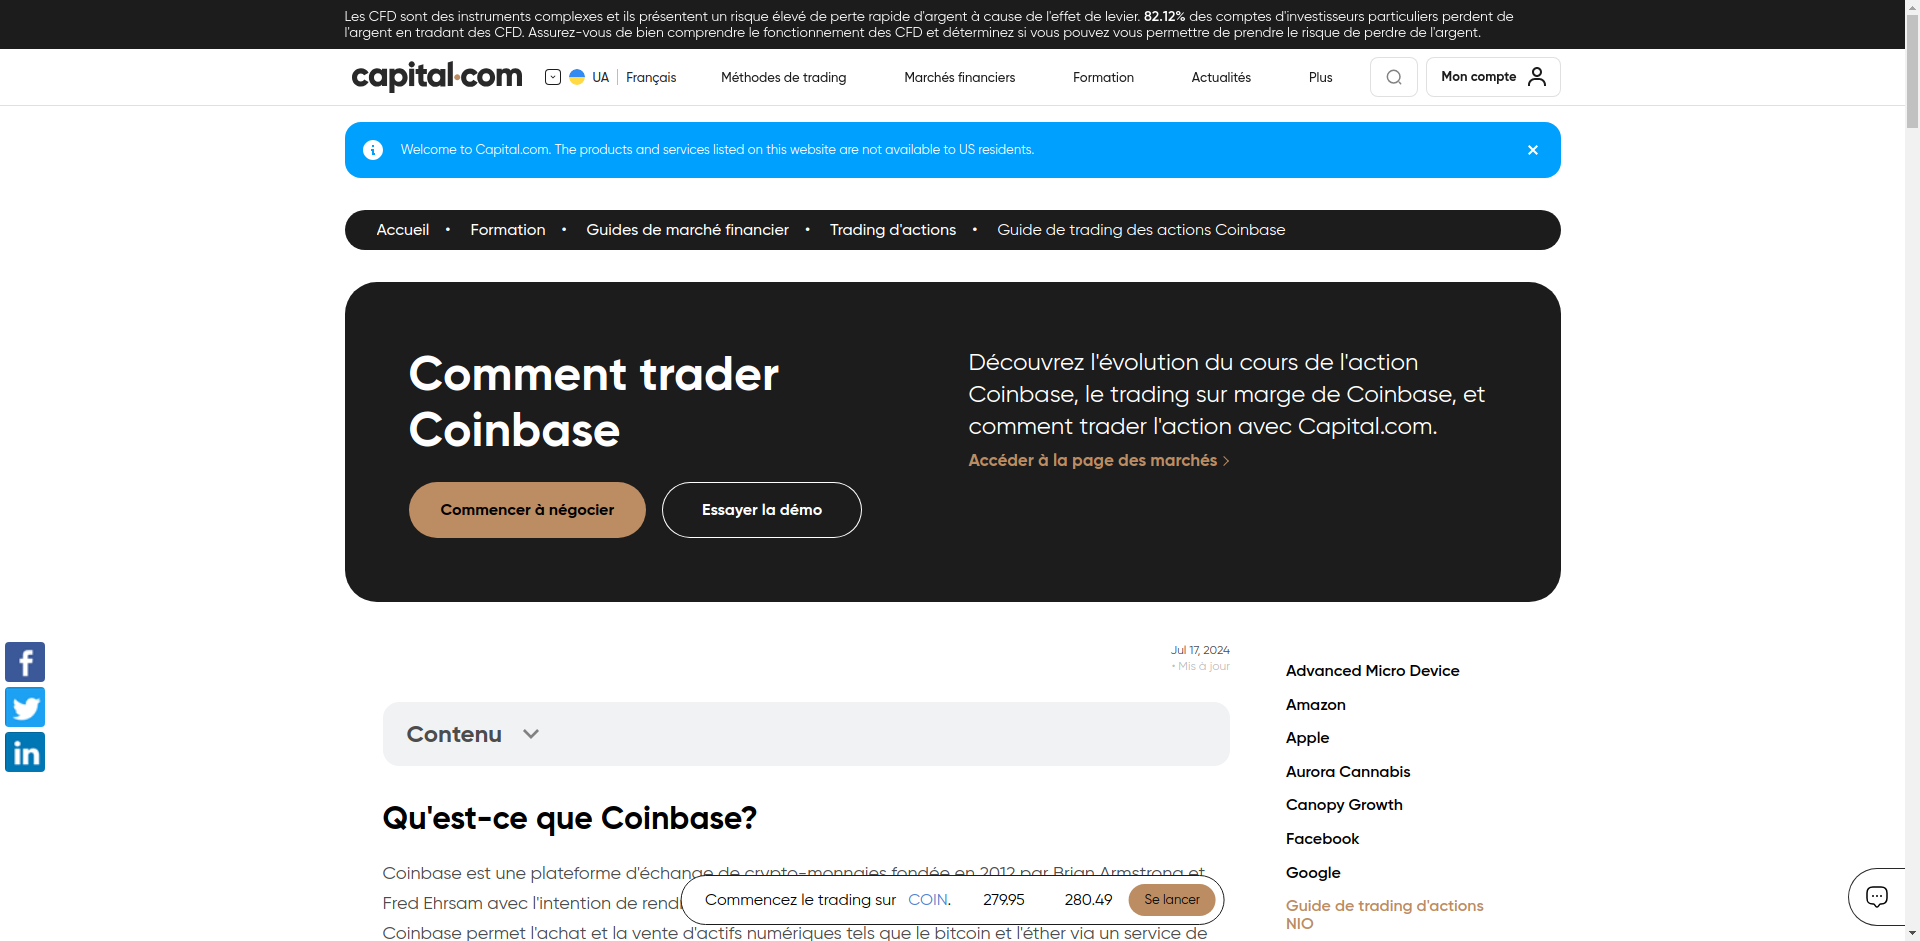 Les CFD sont des instruments complexes et ils présentent un risque élevé de perte rapide d'argent à cause de l'effet de levier. 82.12% des comptes d'investisseurs particuliers perdent de
l'argent en tradant des CFD. Assurez-vous de bien comprendre le fonctionnement des CFD et déterminez si vous pouvez vous permettre de prendre le risque de perdre de l'argent.
capital.com UA Français Méthodes de trading Marchés financiers Formation Actualités Plus Mon compte
Welcome to Capital.com. The products and services listed on this website are not available to US residents.
Accueil • Formation • Guides de marché financier • Trading d'actions • Guide de trading des actions Coinbase
Comment trader
Coinbase
Découvrez l'évolution du cours de l'action
Coinbase, le trading sur marge de Coinbase, et
comment trader l'action avec Capital.com.
Accéder à la page des marchés
Commencer à négocier
Essayer la démo
Jul 17, 2024
• Mis à jour
Contenu
Qu'est-ce que Coinbase?
Coinbase est une plateforme d'échange de crypto-monnaies fondée en 2012 par Brian Armstrong et
Fred Ehrsam avec l'intention de rend
Coinbase permet l'achat et la vente d'actifs numériques tels que le bitcoin et l'éther via un service de
Commencez le trading sur COIN. 279.95 280.49 Se lancer
Advanced Micro Device
Amazon
Apple
Aurora Cannabis
Canopy Growth
Facebook
Google
Guide de trading d'actions
NIO